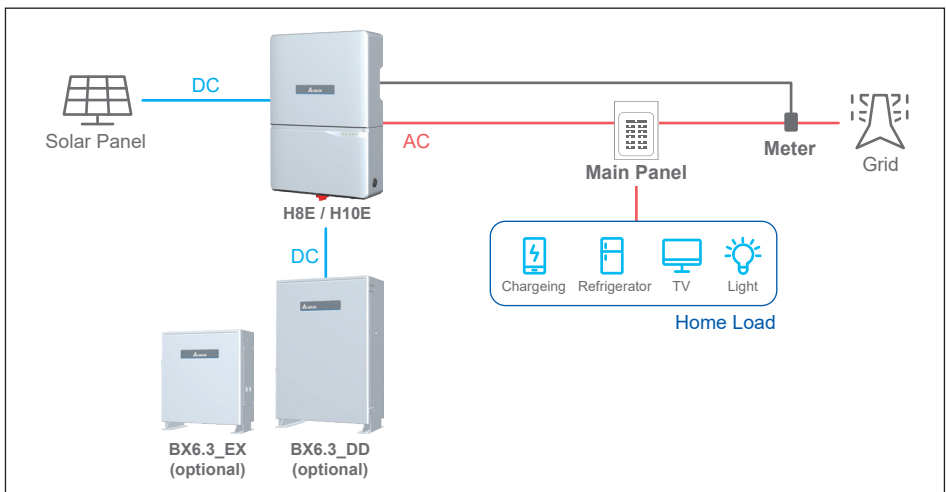 DC
Solar Panel
AC
Main Panel
Meter
Grid
H8E / H10E
DC
Chargeing
Refrigerator
TV
Light
Home Load
BX6.3_EX
(optional)
BX6.3_DD
(optional)